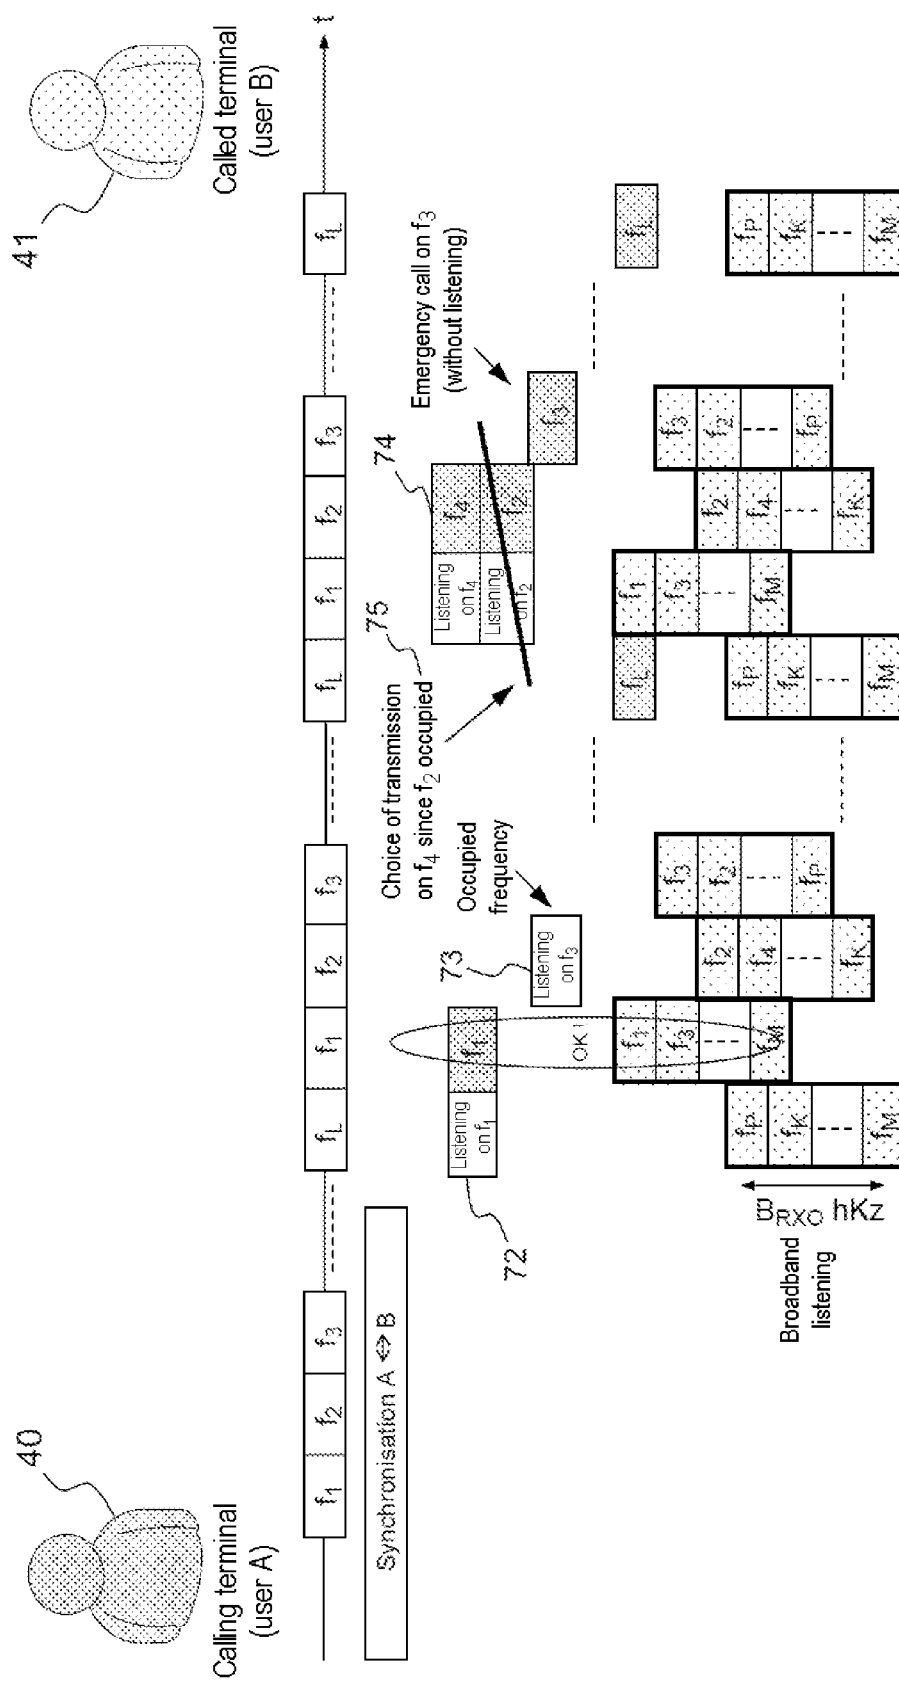 40
Calling terminal
(user A)
41
Called terminal
(user B)
f1 f2 f3 fL f1 f2 f3 fL f1 f2 f3 fL t
Synchronisation A ⇔ B
72
Listening
on f1
f1
OK !
73
Listening
on f3
Occupied
frequency
75
Choice of transmission
on f4 since f2 occupied
74
Listening
on f4
f4
Listening
on f2
f2
Emergency call on f3
(without listening)
f3
fL
fL
Broadband
listening
BRXO hKz
fP
fK
fM
f1
f3
fM
f2
f4
fK
f3
f2
fP
fP
fK
fM
f1
f3
fM
f2
f4
fK
f3
f2
fP
fP
fK
fM